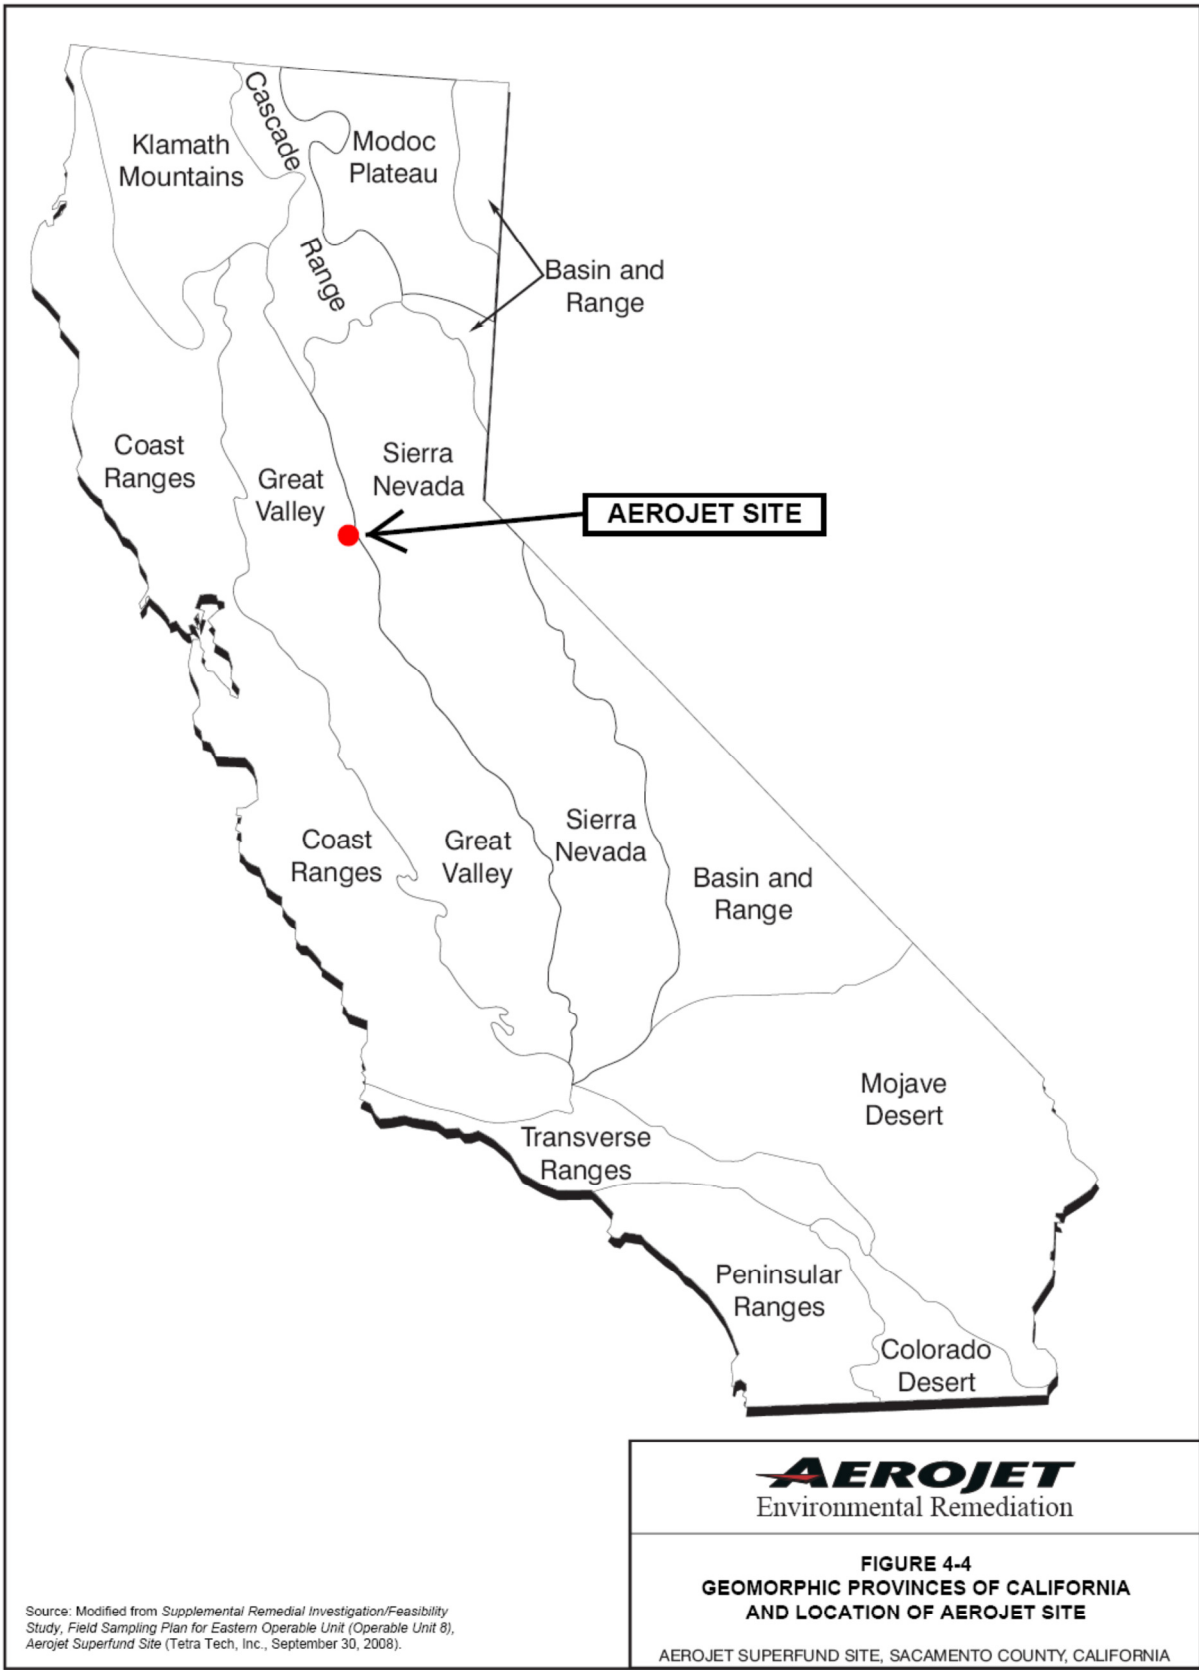 Cascade
Range
Klamath
Mountains
Modoc
Plateau
Basin and
Range
Coast
Ranges
Great
Valley
Sierra
Nevada
AEROJET SITE
Coast
Ranges
Great
Valley
Sierra
Nevada
Basin and
Range
Mojave
Desert
Transverse
Ranges
Peninsular
Ranges
Colorado
Desert
AEROJET
Environmental Remediation
FIGURE 4-4
GEOMORPHIC PROVINCES OF CALIFORNIA
AND LOCATION OF AEROJET SITE
AEROJET SUPERFUND SITE, SACAMENTO COUNTY, CALIFORNIA
Source: Modified from Supplemental Remedial Investigation/Feasibility
Study, Field Sampling Plan for Eastern Operable Unit (Operable Unit 8),
Aerojet Superfund Site (Tetra Tech, Inc., September 30, 2008).